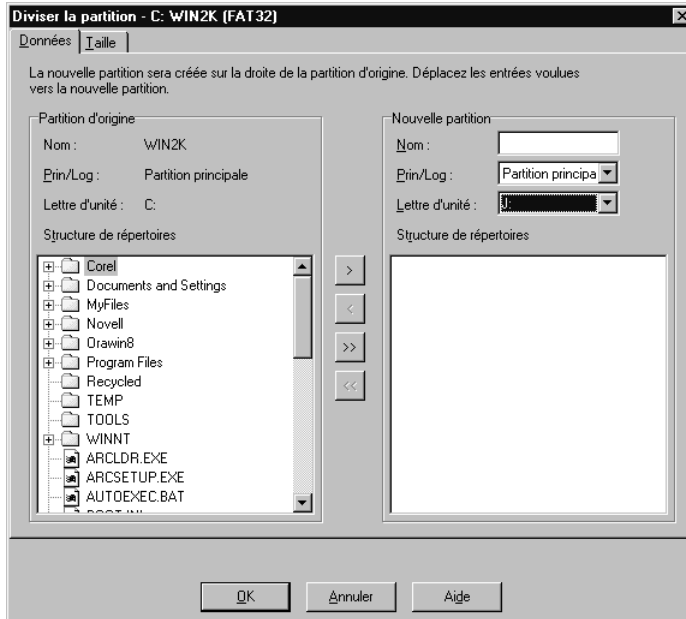 Diviser la partition - C: WIN2K (FAT32)
Données
Taille
La nouvelle partition sera créée sur la droite de la partition d'origine. Déplacez les entrées voulues
vers la nouvelle partition.
Partition d'origine
Nom : WIN2K
Prin/Log : Partition principale
Lettre d'unité : C:
Structure de répertoires
Corel
Documents and Settings
MyFiles
Novell
Orawin8
Program Files
Recycled
TEMP
TOOLS
WINNT
ARCLDR.EXE
ARCSETUP.EXE
AUTOEXEC.BAT
>
<
>>
<<
Nouvelle partition
Nom :
Prin/Log : Partition principa
Lettre d'unité : J:
Structure de répertoires
OK
Annuler
Aide